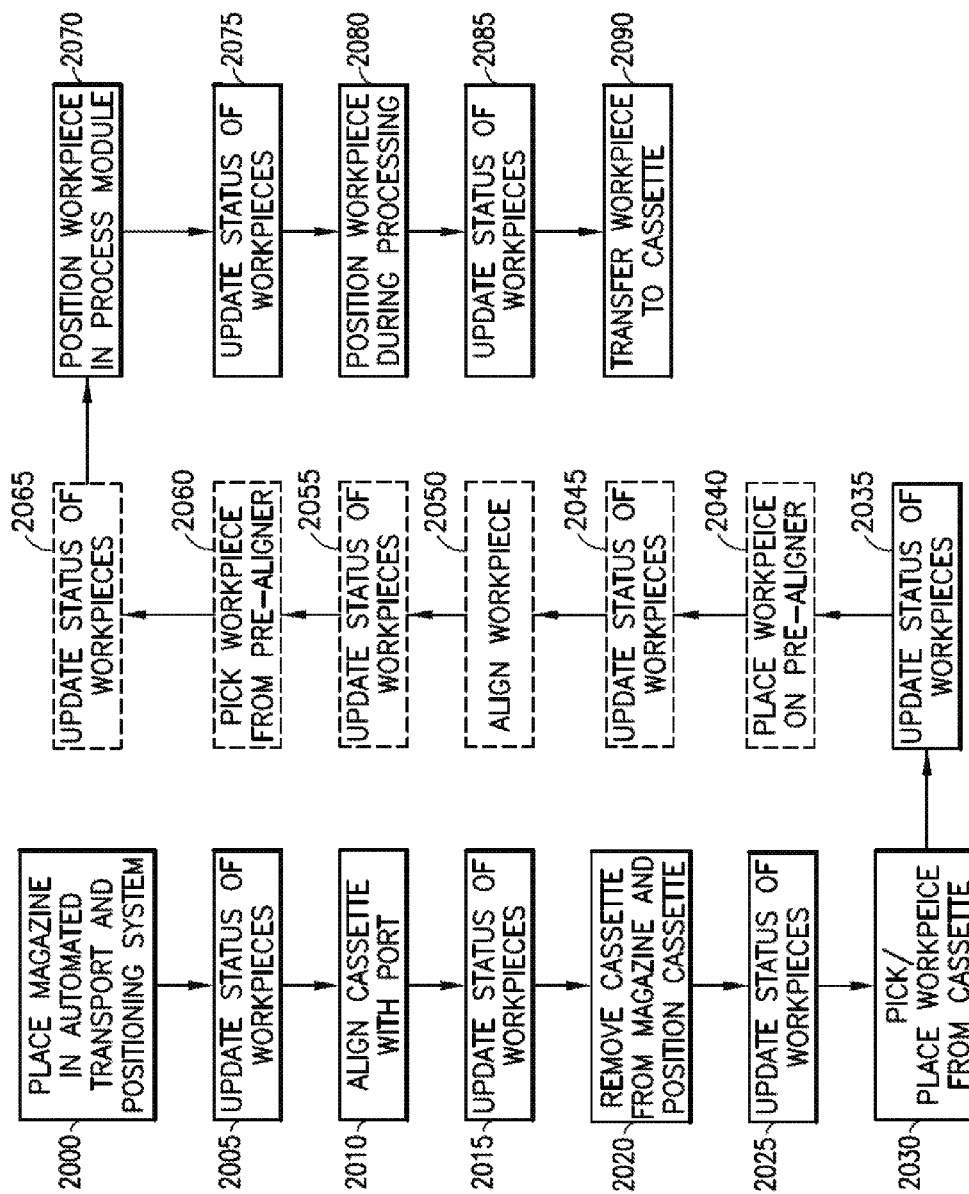 PLACE MAGAZINE
IN AUTOMATED
TRANSPORT AND
POSITIONING SYSTEM
2000
UPDATE STATUS OF
WORKPIECES
2005
ALIGN CASSETTE
WITH PORT
2010
UPDATE STATUS OF
WORKPIECES
2015
REMOVE CASSETTE
FROM MAGAZINE AND
POSITION CASSETTE
2020
UPDATE STATUS OF
WORKPIECES
2025
PICK/
PLACE WORKPEICE
FROM CASSETTE
2030
UPDATE STATUS OF
WORKPIECES
2035
PLACE WORKPEICE
ON PRE-ALIGNER
2040
UPDATE STATUS OF
WORKPIECES
2045
ALIGN WORKPIECE
2050
UPDATE STATUS OF
WORKPIECES
2055
PICK WORKPIECE
FROM PRE-ALIGNER
2060
UPDATE STATUS OF
WORKPIECES
2065
POSITION WORKPIECE
IN PROCESS MODULE
2070
UPDATE STATUS OF
WORKPIECES
2075
POSITION WORKPIECE
DURING PROCESSING
2080
UPDATE STATUS OF
WORKPIECES
2085
TRANSFER WORKPIECE
TO CASSETTE
2090